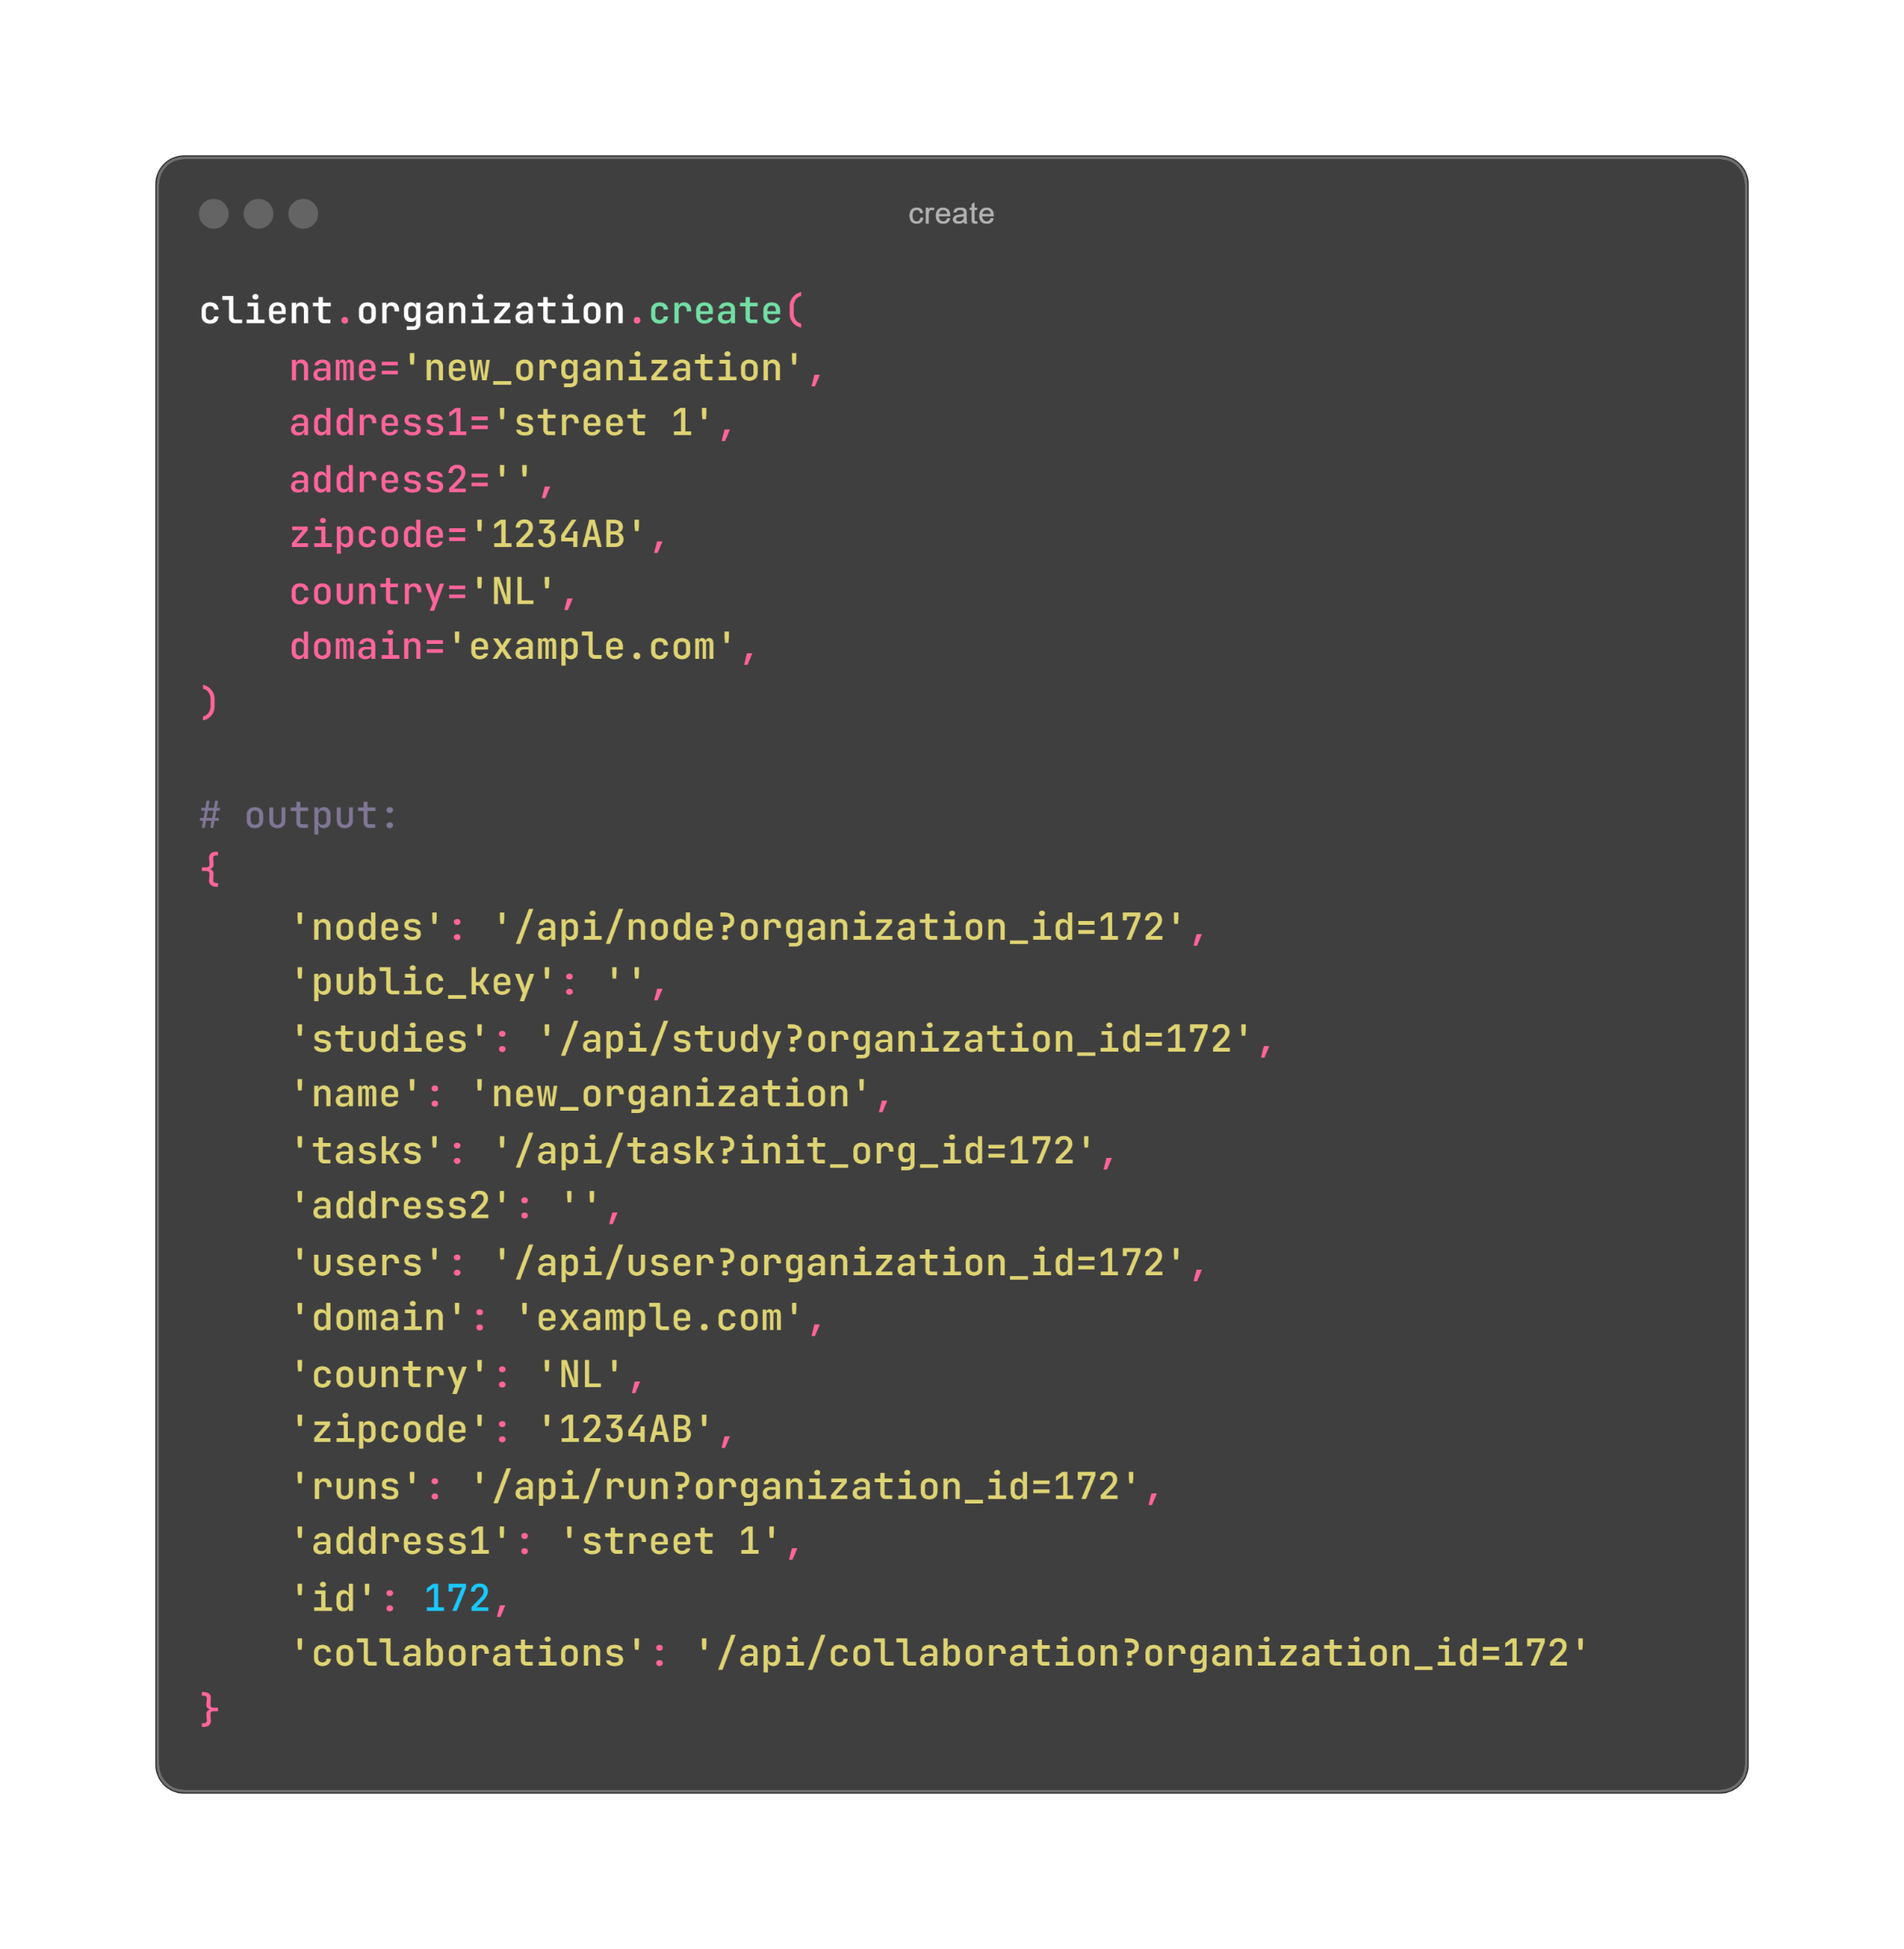 create
client.organization.create(
    name='new_organization',
    address1='street 1',
    address2='',
    zipcode='1234AB',
    country='NL',
    domain='example.com',
)
# output:
{
    'nodes': '/api/node?organization_id=172',
    'public_key': '',
    'studies': '/api/study?organization_id=172',
    'name': 'new_organization',
    'tasks': '/api/task?init_org_id=172',
    'address2': '',
    'users': '/api/user?organization_id=172',
    'domain': 'example.com',
    'country': 'NL',
    'zipcode': '1234AB',
    'runs': '/api/run?organization_id=172',
    'address1': 'street 1',
    'id': 172,
    'collaborations': '/api/collaboration?organization_id=172'
}